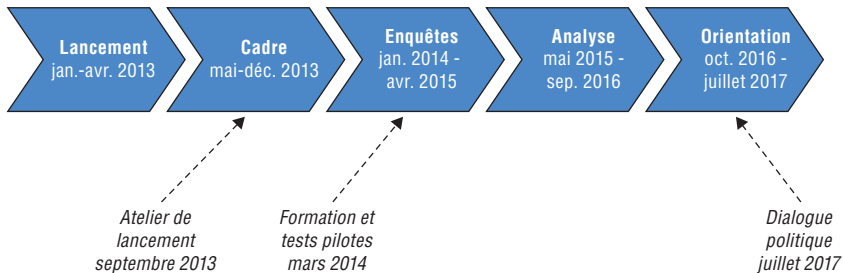 Lancement
jan.-avr. 2013
Cadre
mai-déc. 2013
Enquêtes
jan. 2014 -
avr. 2015
Analyse
mai 2015 -
sep. 2016
Orientation
oct. 2016 -
juillet 2017
Atelier de
lancement
septembre 2013
Formation et
tests pilotes
mars 2014
Dialogue
politique
juillet 2017